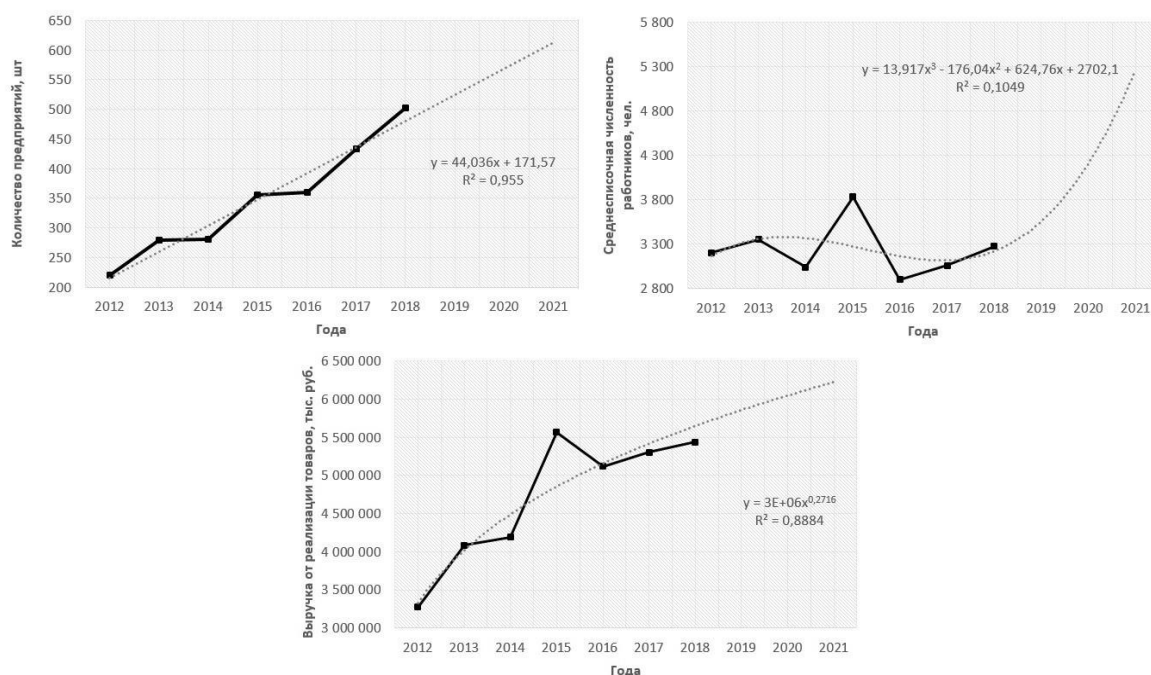 Количество предприятий, шт
650
600
550
500
450
400
350
300
250
200
y = 44,036x + 171,57
R² = 0,955
2012 2013 2014 2015 2016 2017 2018 2019 2020 2021
Года
Среднесписочная численность
работников, чел.
5 800
5 300
4 800
4 300
3 800
3 300
2 800
y = 13,917x³ - 176,04x² + 624,76x + 2702,1
R² = 0,1049
2012 2013 2014 2015 2016 2017 2018 2019 2020 2021
Года
Выручка от реализации товаров, тыс. руб.
6 500 000
6 000 000
5 500 000
5 000 000
4 500 000
4 000 000
3 500 000
3 000 000
y = 3E+06x^0,2716
R² = 0,8884
2012 2013 2014 2015 2016 2017 2018 2019 2020 2021
Года